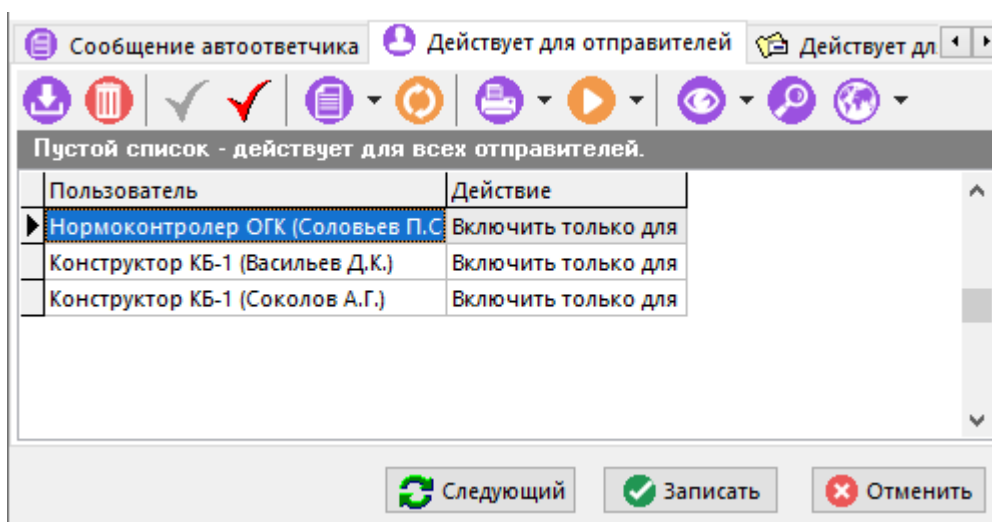 Сообщение автоответчика Действует для отправителей Действует дл
Пустой список - действует для всех отправителей.
Пользователь Действие
Нормоконтролер ОГК (Соловьев П.С Включить только для
Конструктор КБ-1 (Васильев Д.К.) Включить только для
Конструктор КБ-1 (Соколов А.Г.) Включить только для
Следующий Записать Отменить